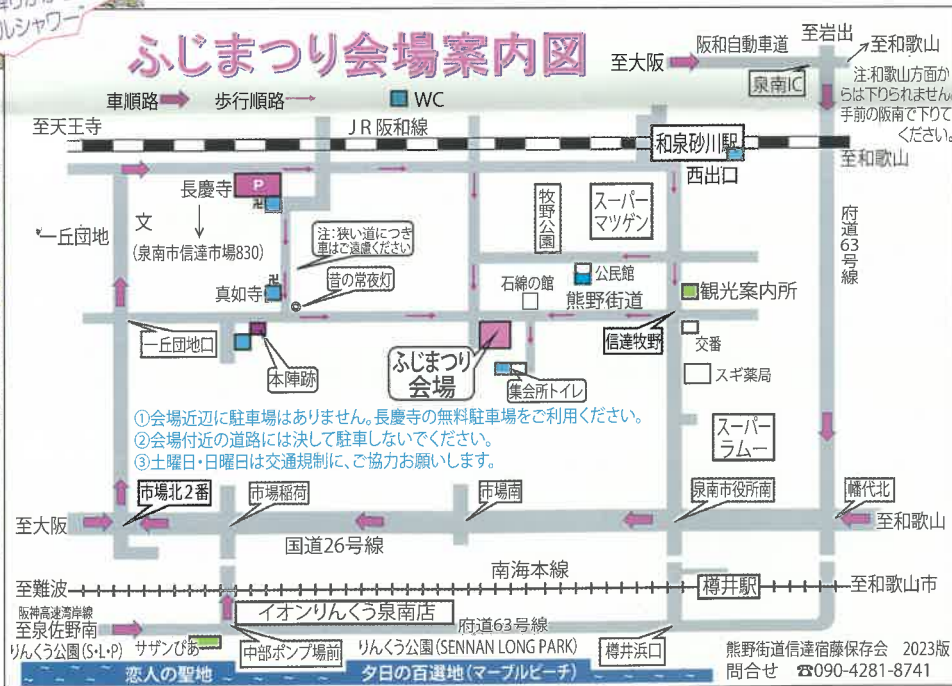 ルシャワー
ふじまつり会場案内図
車順路 歩行順路 WC
至大阪
阪和自動車道
至岩出
至和歌山
泉南IC
注:和歌山方面か
らは下りられません。
手前の阪南で下りて
ください。
至天王寺
JR阪和線
和泉砂川駅
至和歌山
西出口
長慶寺
P
卍
文
(泉南市信達市場830)
一丘団地
注:狭い道につき
車はご遠慮ください
牧野公園
スーパー
マツゲン
府道63号線
真如寺
卍
昔の常夜灯
石綿の館
公民館
熊野街道
観光案内所
一丘団地口
本陣跡
ふじまつり
会場
集会所トイレ
信達牧野
交番
スギ薬局
①会場近辺に駐車場はありません。長慶寺の無料駐車場をご利用ください。
②会場付近の道路には決して駐車しないでください。
③土曜日・日曜日は交通規制に、ご協力お願いします。
スーパー
ラムー
市場北2番
市場稲荷
市場南
泉南市役所南
幡代北
至大阪
国道26号線
至和歌山
至難波
南海本線
樽井駅
至和歌山市
阪神高速湾岸線
至泉佐野南
イオンりんくう泉南店
府道63号線
りんくう公園(S・L・P)
サザンぴあ
中部ポンプ場前
りんくう公園(SENNAN LONG PARK)
樽井浜口
恋人の聖地
夕日の百選地(マーブルビーチ)
熊野街道信達宿藤保存会 2023版
問合せ ☎090-4281-8741